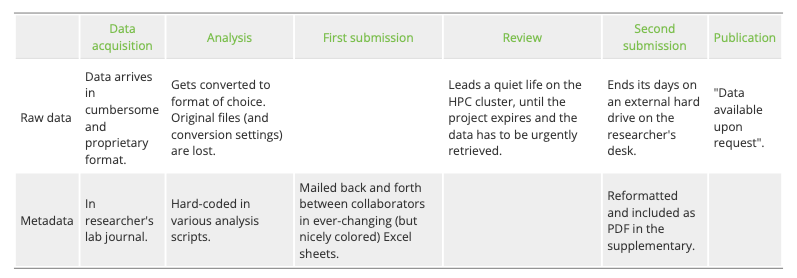 Data
acquisition
Analysis
First submission
Review
Second
submission
Publication
Raw data
Data arrives
in
cumbersome
and
proprietary
format.
Gets converted to
format of choice.
Original files (and
conversion settings)
are lost.
Leads a quiet life on the
HPC cluster, until the
project expires and the
data has to be urgently
retrieved.
Ends its days on
an external hard
drive on the
researcher's
desk.
"Data
available
upon
request".
Metadata
In
researcher's
lab journal.
Hard-coded in
various analysis
scripts.
Mailed back and forth
between collaborators
in ever-changing (but
nicely colored) Excel
sheets.
Reformatted
and included as
PDF in the
supplementary.